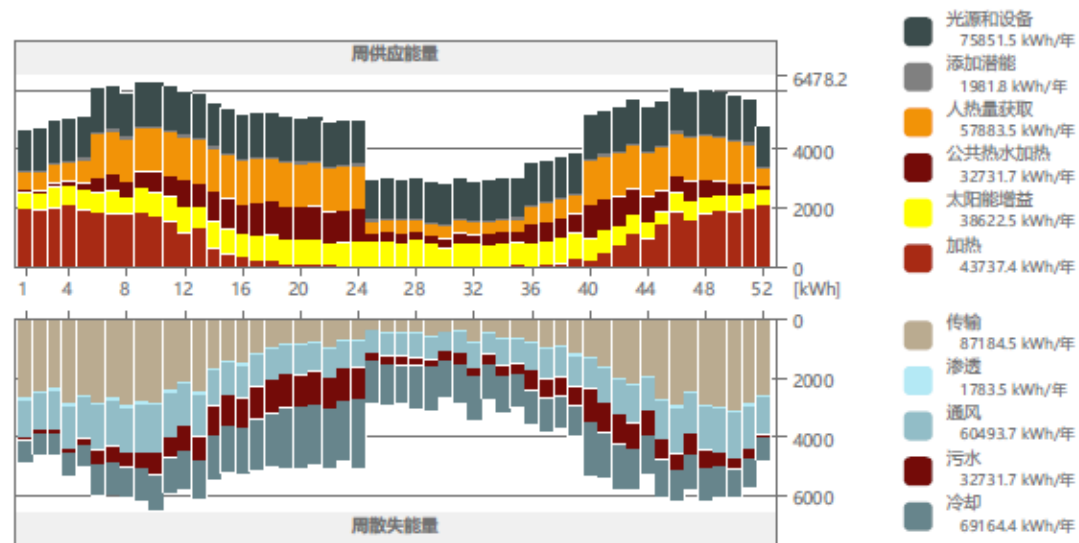 周供应能量
6478.2
4000
2000
0
1 4 8 12 16 20 24 28 32 36 40 44 48 52 [kWh]
0
2000
4000
6000
周散失能量
光源和设备
75851.5 kWh/年
添加潜能
1981.8 kWh/年
人热量获取
57883.5 kWh/年
公共热水加热
32731.7 kWh/年
太阳能增益
38622.5 kWh/年
加热
43737.4 kWh/年
传输
87184.5 kWh/年
渗透
1783.5 kWh/年
通风
60493.7 kWh/年
污水
32731.7 kWh/年
冷却
69164.4 kWh/年